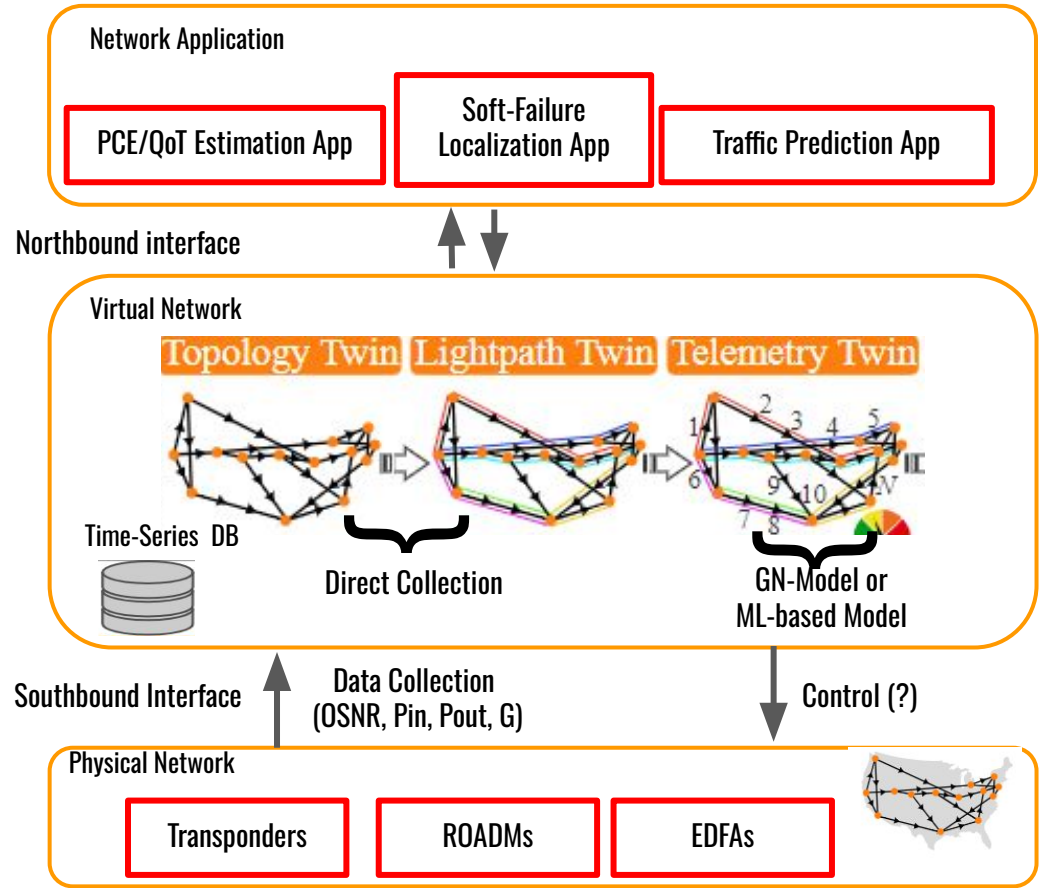 Network Application
PCE/QoT Estimation App
Soft-Failure
Localization App
Traffic Prediction App
Northbound interface
Virtual Network
Topology Twin
Lightpath Twin
Telemetry Twin
1
2
3
4
5
6
7
8
9
10
Time-Series DB
Direct Collection
GN-Model or
ML-based Model
Southbound Interface
Data Collection
(OSNR, Pin, Pout, G)
Control (?)
Physical Network
Transponders
ROADMs
EDFAs